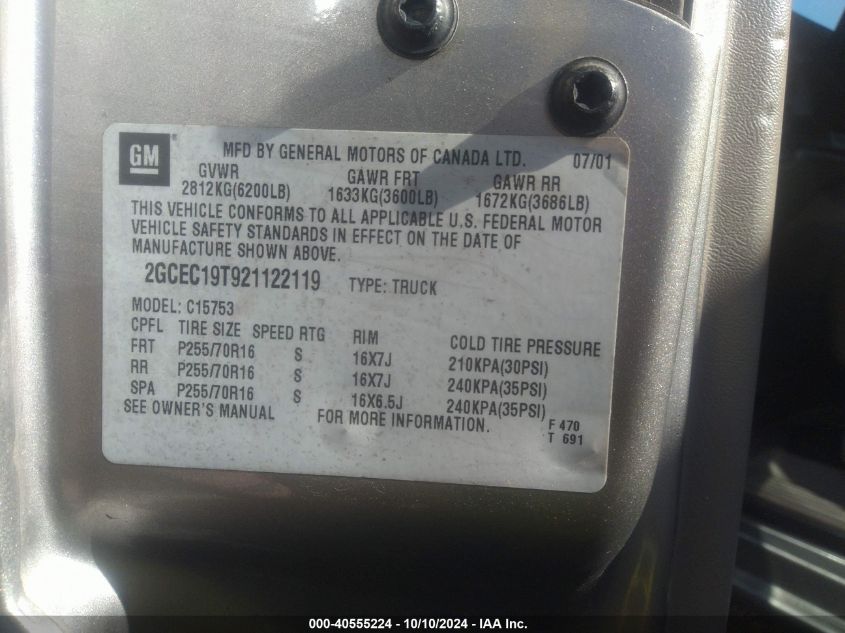 GM MFD BY GENERAL MOTORS OF CANADA LTD. 07/01
GVWR GAWR FRT GAWR RR
2812KG(6200LB) 1633KG(3600LB) 1672KG(3686LB)
THIS VEHICLE CONFORMS TO ALL APPLICABLE U.S. FEDERAL MOTOR
VEHICLE SAFETY STANDARDS IN EFFECT ON THE DATE OF
MANUFACTURE SHOWN ABOVE.
2GCEC19T921122119 TYPE: TRUCK
MODEL: C15753
CPFL TIRE SIZE SPEED RTG RIM COLD TIRE PRESSURE
FRT P255/70R16 S 16X7J 210KPA(30PSI)
RR P255/70R16 S 16X7J 240KPA(35PSI)
SPA P255/70R16 S 16X6.5J 240KPA(35PSI)
SEE OWNER'S MANUAL FOR MORE INFORMATION.
F 470
T 691
000-40555224 - 10/10/2024 - IAA Inc.